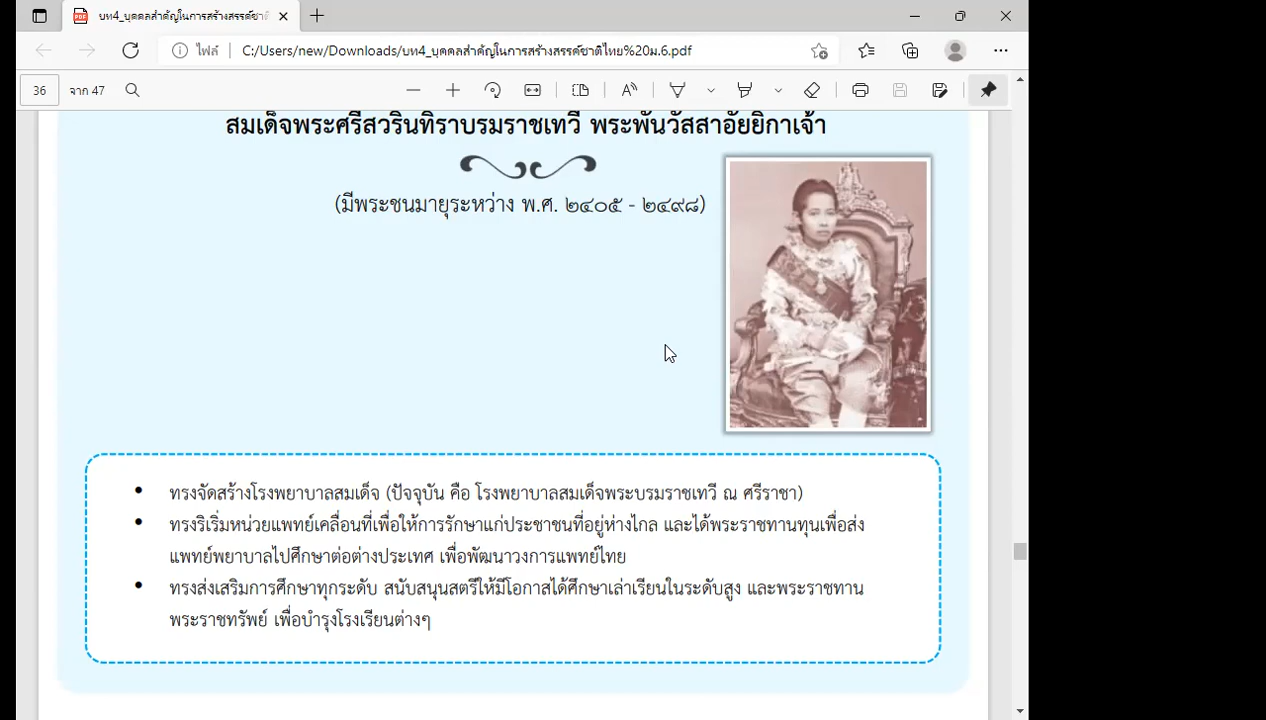 บท4_บุคคลสำคัญในการสร้างสรรค์ชาติ
ไฟล์ C:/Users/new/Downloads/บท4_บุคคลสำคัญในการสร้างสรรค์ชาติไทย%20ม.6.pdf
36 จาก 47
สมเด็จพระศรีสวรินทิราบรมราชเทวี พระพันวัสสาอัยยิกาเจ้า
(มีพระชนมายุระหว่าง พ.ศ. ๒๔๐๕ - ๒๔๙๘)
• ทรงจัดสร้างโรงพยาบาลสมเด็จ (ปัจจุบัน คือ โรงพยาบาลสมเด็จพระบรมราชเทวี ณ ศรีราชา)
• ทรงริเริ่มหน่วยแพทย์เคลื่อนที่เพื่อให้การรักษาแก่ประชาชนที่อยู่ห่างไกล และได้พระราชทานทุนเพื่อส่ง
แพทย์พยาบาลไปศึกษาต่อต่างประเทศ เพื่อพัฒนาวงการแพทย์ไทย
• ทรงส่งเสริมการศึกษาทุกระดับ สนับสนุนสตรีให้มีโอกาสได้ศึกษาเล่าเรียนในระดับสูง และพระราชทาน
พระราชทรัพย์ เพื่อบำรุงโรงเรียนต่างๆ